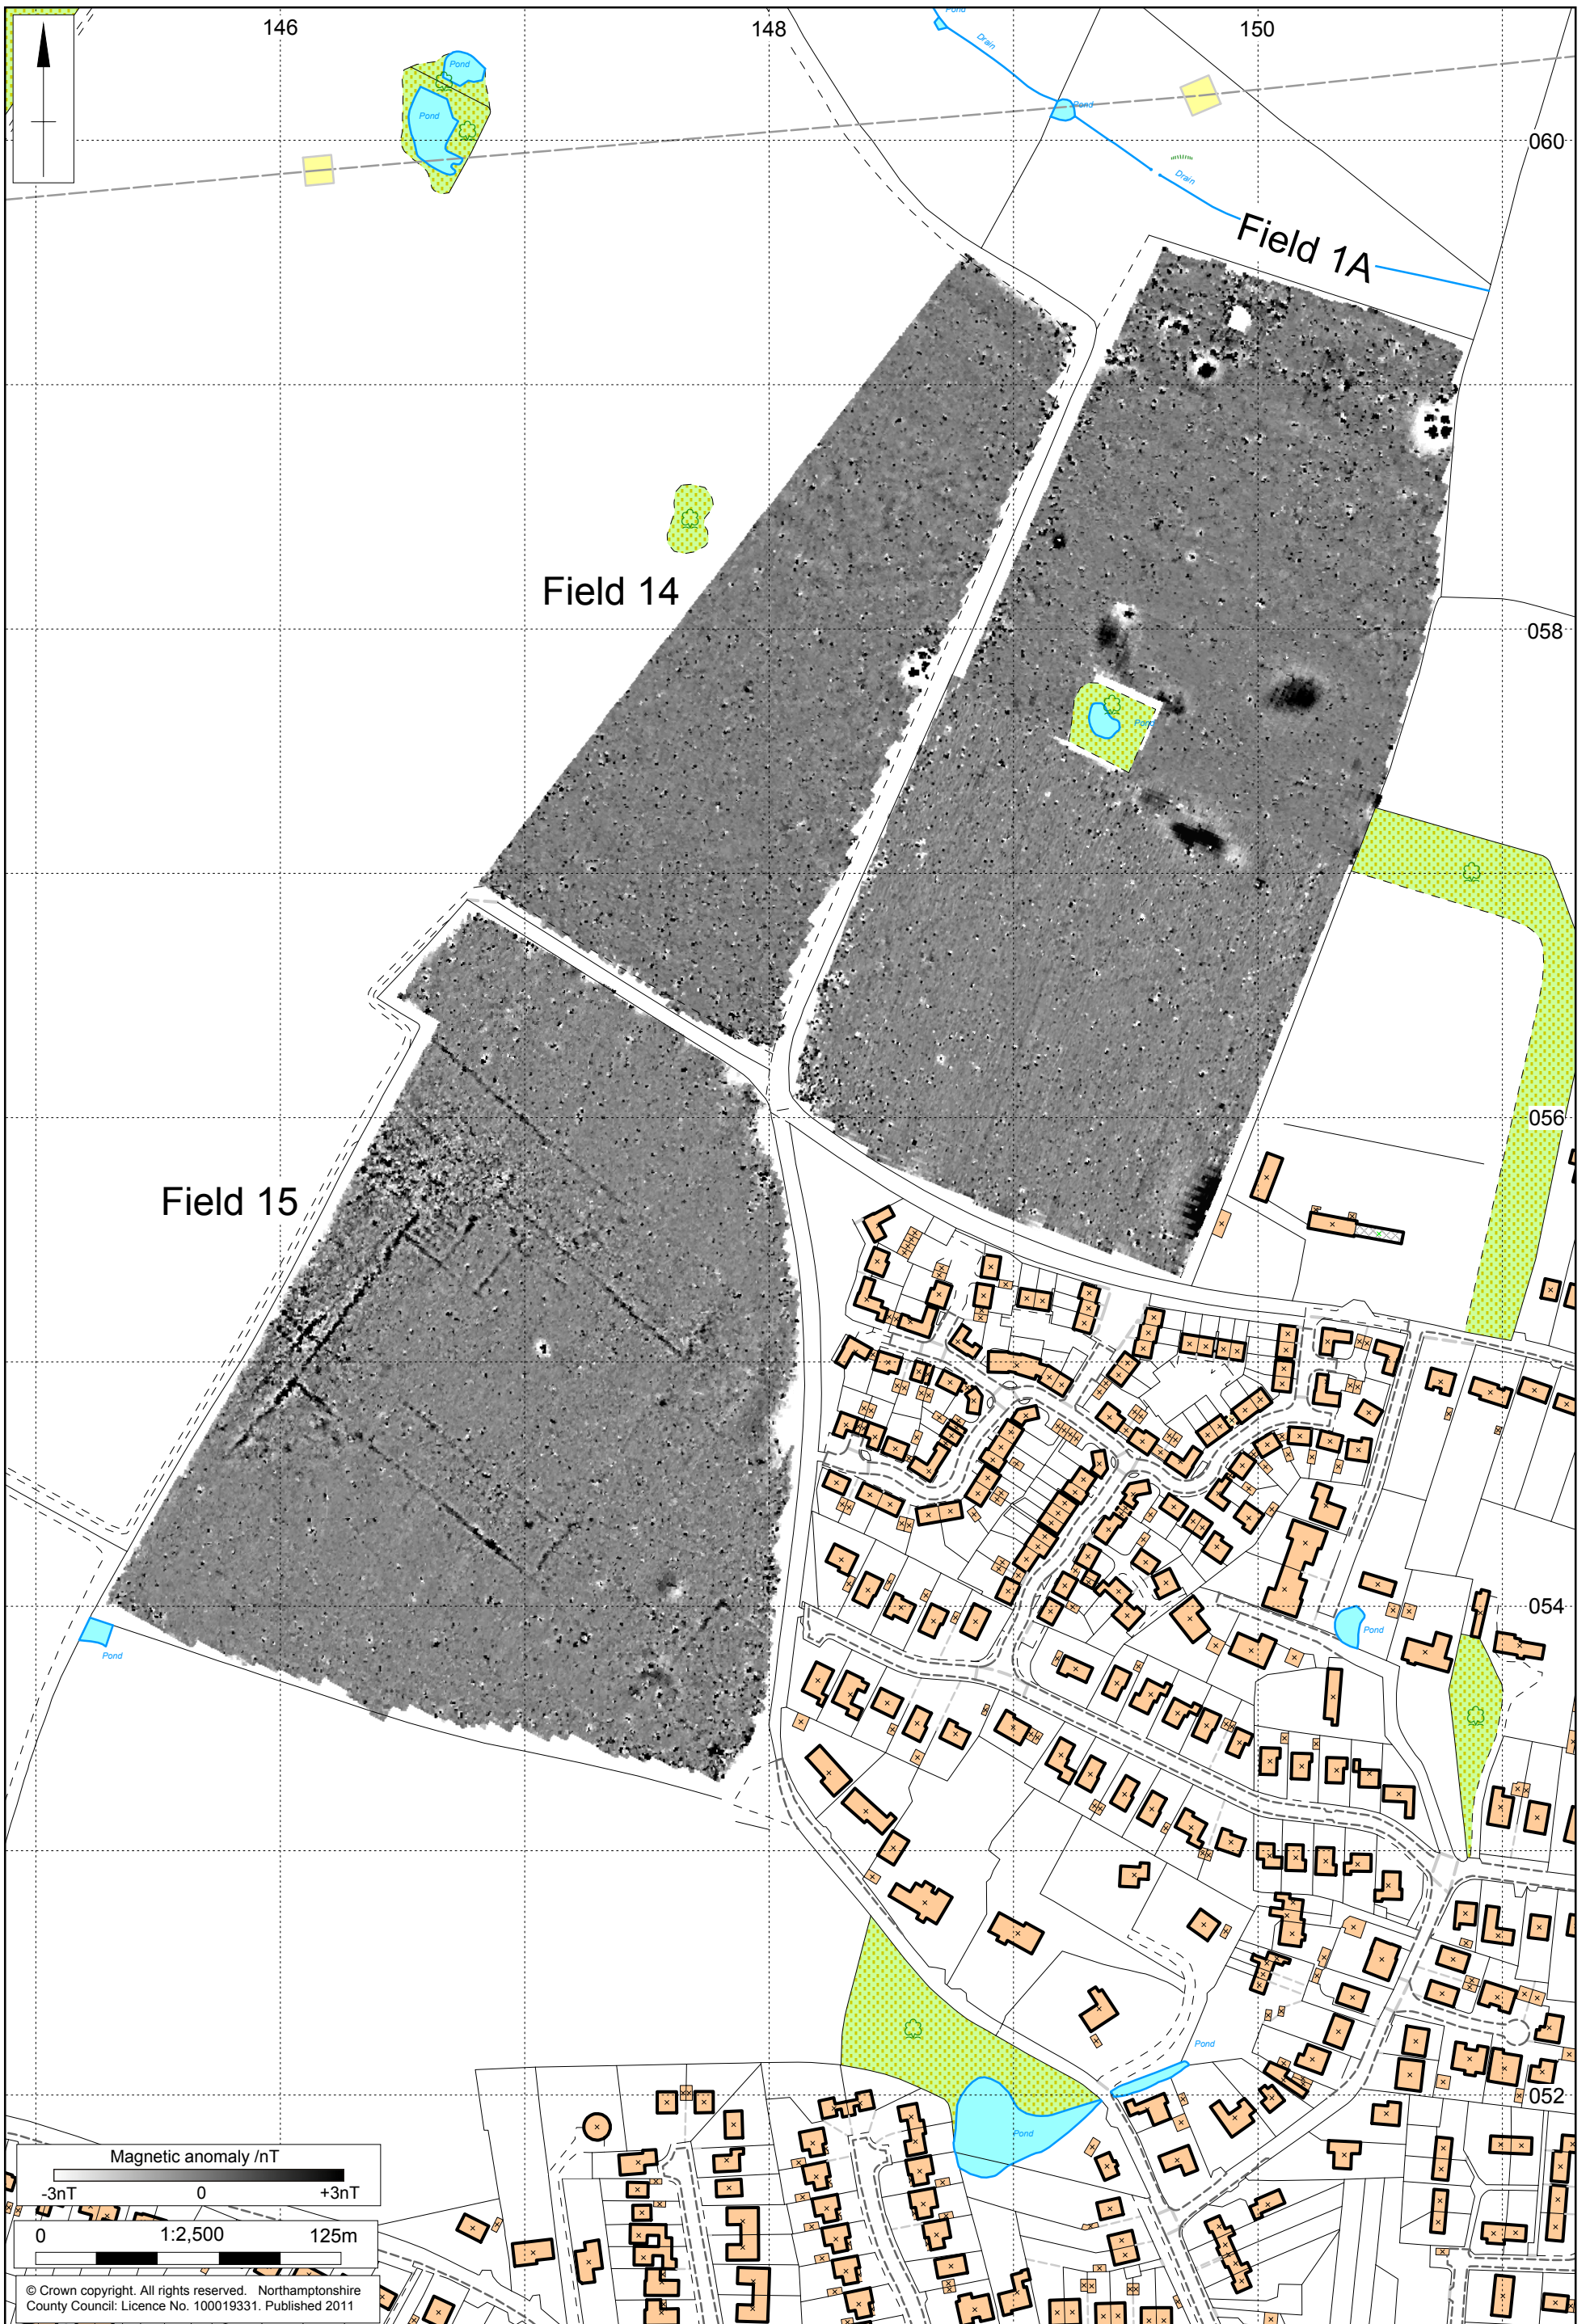 146
148
150
Pond
Drain
Pond
Pond
Pond
060
Drain
Field 1A
Field 14
058
Pond
056
Field 15
054
Pond
Pond
Pond
052
Pond
Magnetic anomaly /nT
-3nT 0 +3nT
0 1:2,500 125m
© Crown copyright. All rights reserved. Northamptonshire
County Council: Licence No. 100019331. Published 2011